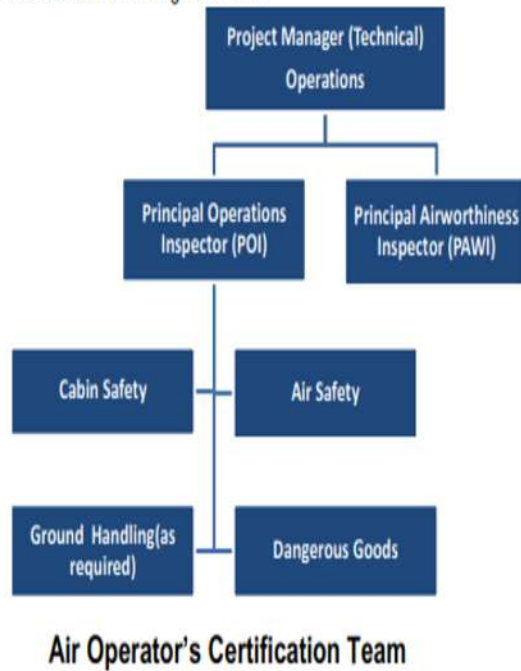 Project Manager (Technical)
Operations
Principal Operations
Inspector (POI)
Principal Airworthiness
Inspector (PAWI)
Cabin Safety
Air Safety
Ground Handling(as
required)
Dangerous Goods
Air Operator’s Certification Team